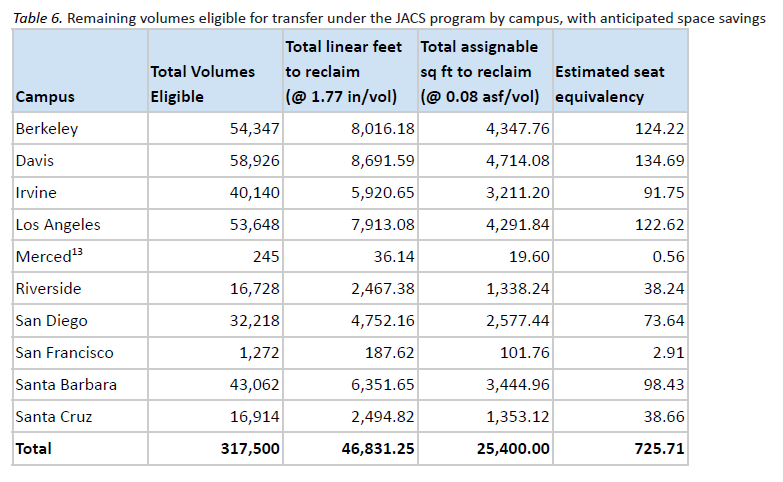 Table 6. Remaining volumes eligible for transfer under the JACS program by campus, with anticipated space savings
Campus Total Volumes Eligible Total linear feet to reclaim (@ 1.77 in/vol) Total assignable sq ft to reclaim (@ 0.08 asf/vol) Estimated seat equivalency
Berkeley 54,347 8,016.18 4,347.76 124.22
Davis 58,926 8,691.59 4,714.08 134.69
Irvine 40,140 5,920.65 3,211.20 91.75
Los Angeles 53,648 7,913.08 4,291.84 122.62
Merced¹³ 245 36.14 19.60 0.56
Riverside 16,728 2,467.38 1,338.24 38.24
San Diego 32,218 4,752.16 2,577.44 73.64
San Francisco 1,272 187.62 101.76 2.91
Santa Barbara 43,062 6,351.65 3,444.96 98.43
Santa Cruz 16,914 2,494.82 1,353.12 38.66
Total 317,500 46,831.25 25,400.00 725.71